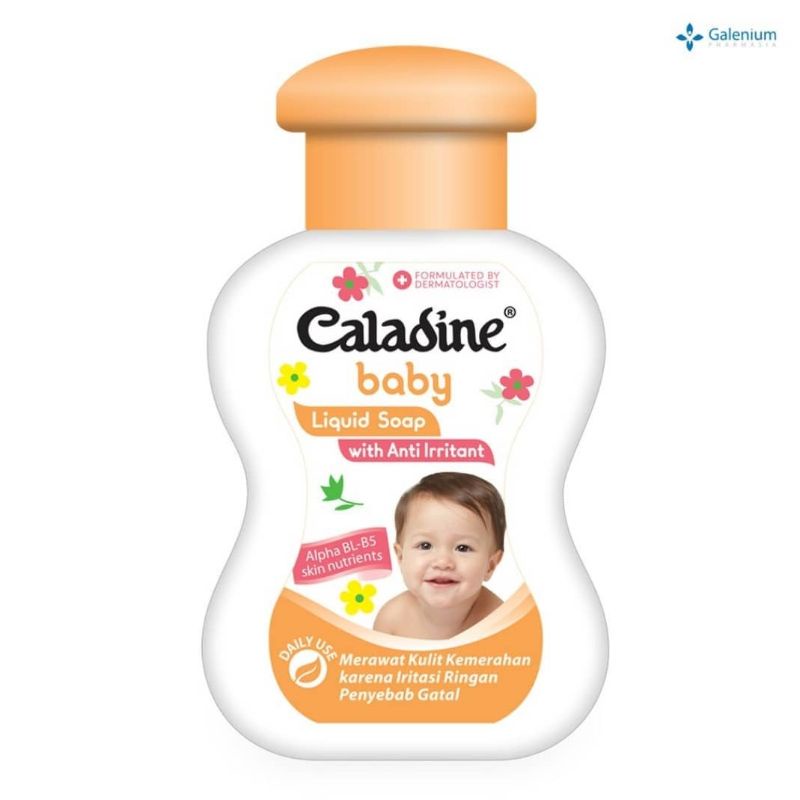 Galenium
PHARMASIA
FORMULATED BY
DERMATOLOGIST
Caladine®
baby
Liquid Soap
with Anti Irritant
Alpha BL-B5
skin nutrients
DAILY USE
Merawat Kulit Kemerahan
karena Iritasi Ringan
Penyebab Gatal